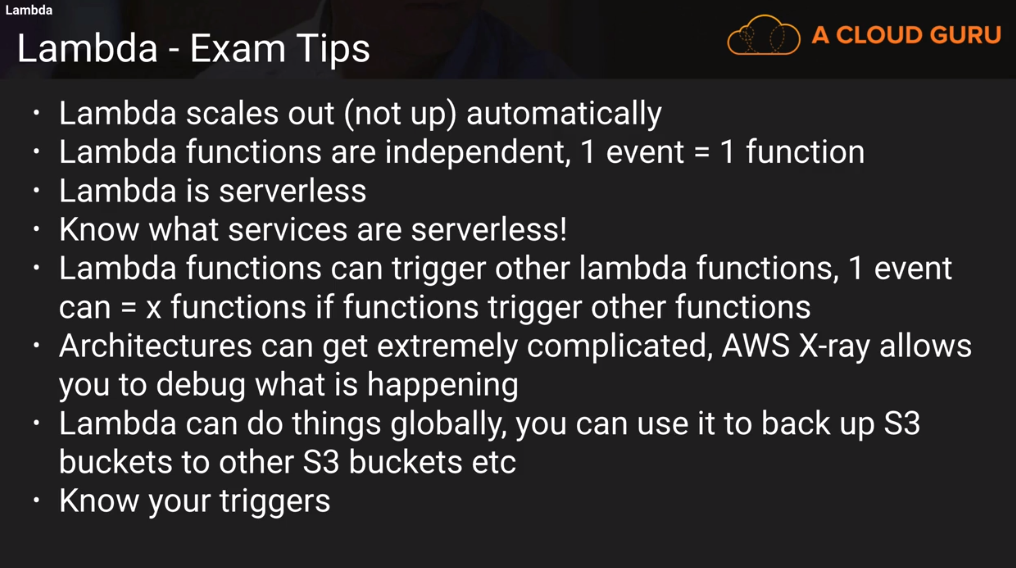 Lambda
Lambda - Exam Tips
A CLOUD GURU
• Lambda scales out (not up) automatically
• Lambda functions are independent, 1 event = 1 function
• Lambda is serverless
• Know what services are serverless!
• Lambda functions can trigger other lambda functions, 1 event
can = x functions if functions trigger other functions
• Architectures can get extremely complicated, AWS X-ray allows
you to debug what is happening
• Lambda can do things globally, you can use it to back up S3
buckets to other S3 buckets etc
• Know your triggers